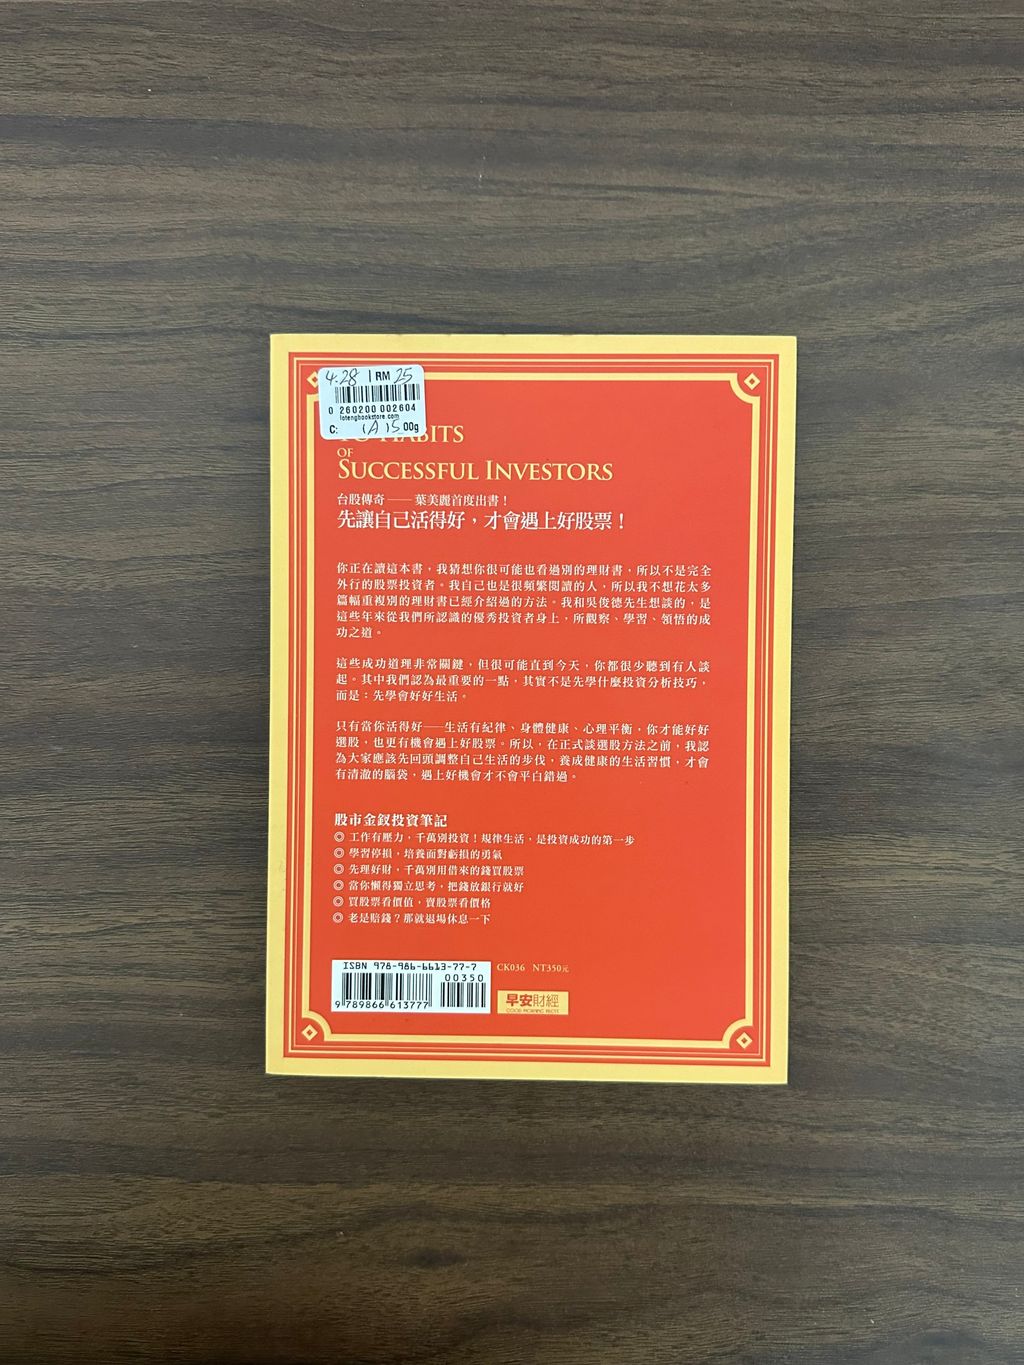 4.28 | RM 25
0 260200 002604
lotengbookstore.com
C: 1A15 00g
10 HABITS
OF
SUCCESSFUL INVESTORS
台股傳奇——葉美麗首度出書！
先讓自己活得好，才會遇上好股票！
你正在讀這本書，我猜想你很可能也看過別的理財書，所以不是完全
外行的股票投資者。我自己也是很頻繁閱讀的人，所以我不想花太多
篇幅重複別的理財書已經介紹過的方法。我和吳俊德先生想談的，是
這些年來從我們所認識的優秀投資者身上，所觀察、學習、領悟的成
功之道。
這些成功道理非常關鍵，但很可能直到今天，你都很少聽到有人談
起。其中我們認為最重要的一點，其實不是先學什麼投資分析技巧，
而是：先學會好好生活。
只有當你活得好——生活有紀律、身體健康、心理平衡，你才能好好
選股，也更有機會遇上好股票。所以，在正式談選股方法之前，我認
為大家應該先回頭調整自己生活的步伐，養成健康的生活習慣，才會
有清澈的腦袋，遇上好機會才不會平白錯過。
股市金釵投資筆記
◎ 工作有壓力，千萬別投資！規律生活，是投資成功的第一步
◎ 學習停損，培養面對虧損的勇氣
◎ 先理好財，千萬別用借來的錢買股票
◎ 當你懶得獨立思考，把錢放銀行就好
◎ 買股票看價值，賣股票看價格
◎ 老是賠錢？那就退場休息一下
ISBN 978-986-6613-77-7
00350
9 789866 613777
CK036 NT350元
早安財經
GOOD MORNING PRESS